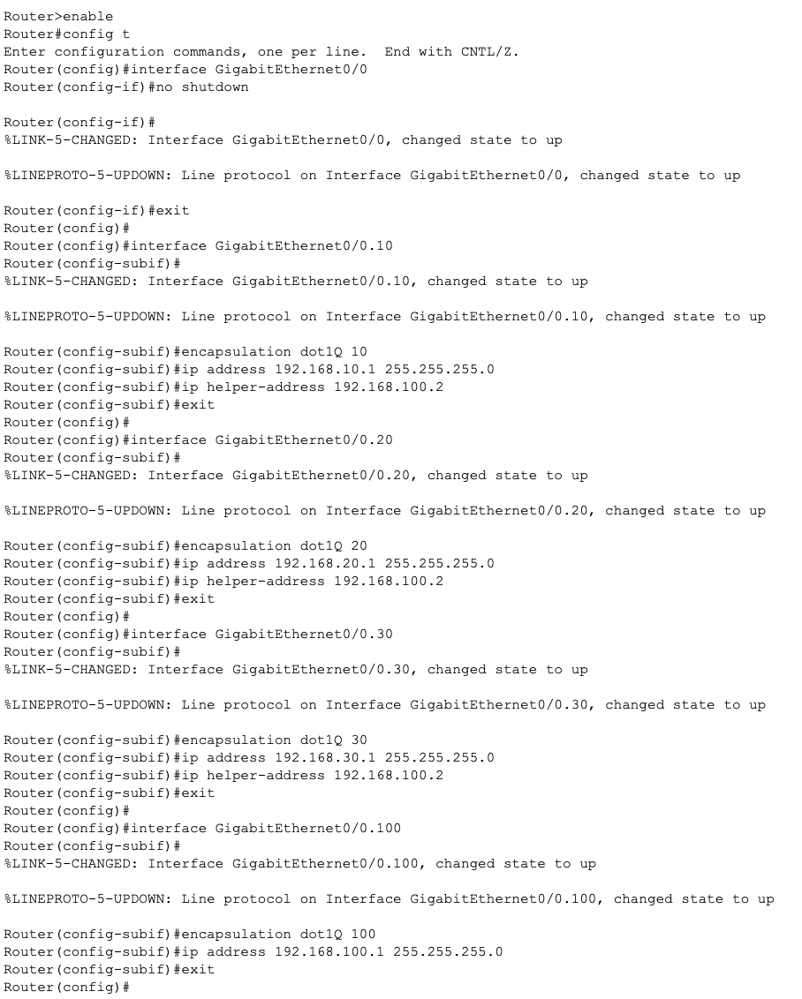 Router>enable
Router#config t
Enter configuration commands, one per line.  End with CNTL/Z.
Router(config)#interface GigabitEthernet0/0
Router(config-if)#no shutdown

Router(config-if)#
%LINK-5-CHANGED: Interface GigabitEthernet0/0, changed state to up

%LINEPROTO-5-UPDOWN: Line protocol on Interface GigabitEthernet0/0, changed state to up

Router(config-if)#exit
Router(config)#
Router(config)#interface GigabitEthernet0/0.10
Router(config-subif)#
%LINK-5-CHANGED: Interface GigabitEthernet0/0.10, changed state to up

%LINEPROTO-5-UPDOWN: Line protocol on Interface GigabitEthernet0/0.10, changed state to up

Router(config-subif)#encapsulation dot1Q 10
Router(config-subif)#ip address 192.168.10.1 255.255.255.0
Router(config-subif)#ip helper-address 192.168.100.2
Router(config-subif)#exit
Router(config)#
Router(config)#interface GigabitEthernet0/0.20
Router(config-subif)#
%LINK-5-CHANGED: Interface GigabitEthernet0/0.20, changed state to up

%LINEPROTO-5-UPDOWN: Line protocol on Interface GigabitEthernet0/0.20, changed state to up

Router(config-subif)#encapsulation dot1Q 20
Router(config-subif)#ip address 192.168.20.1 255.255.255.0
Router(config-subif)#ip helper-address 192.168.100.2
Router(config-subif)#exit
Router(config)#
Router(config)#interface GigabitEthernet0/0.30
Router(config-subif)#
%LINK-5-CHANGED: Interface GigabitEthernet0/0.30, changed state to up

%LINEPROTO-5-UPDOWN: Line protocol on Interface GigabitEthernet0/0.30, changed state to up

Router(config-subif)#encapsulation dot1Q 30
Router(config-subif)#ip address 192.168.30.1 255.255.255.0
Router(config-subif)#ip helper-address 192.168.100.2
Router(config-subif)#exit
Router(config)#
Router(config)#interface GigabitEthernet0/0.100
Router(config-subif)#
%LINK-5-CHANGED: Interface GigabitEthernet0/0.100, changed state to up

%LINEPROTO-5-UPDOWN: Line protocol on Interface GigabitEthernet0/0.100, changed state to up

Router(config-subif)#encapsulation dot1Q 100
Router(config-subif)#ip address 192.168.100.1 255.255.255.0
Router(config-subif)#exit
Router(config)#